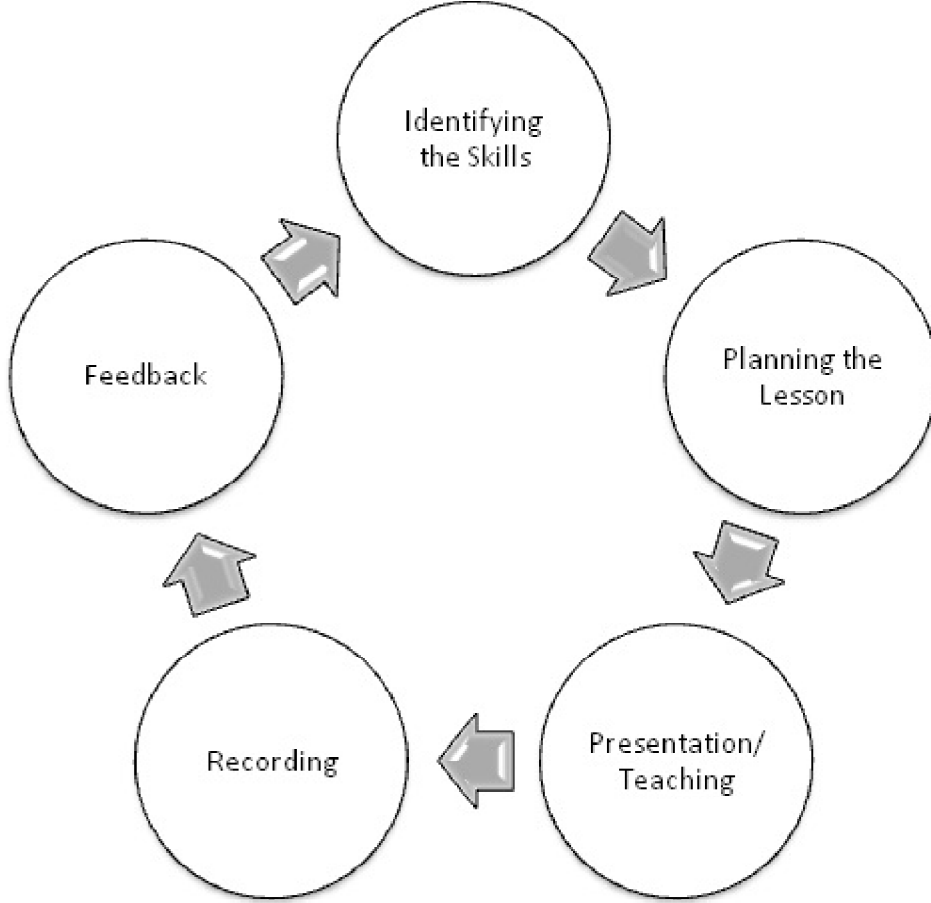 Identifying
the Skills
Planning the
Lesson
Presentation/
Teaching
Recording
Feedback